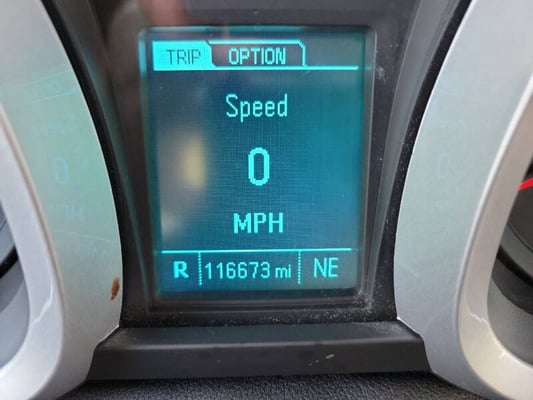 TRIP OPTION
Speed
0
MPH
R 116673 mi NE